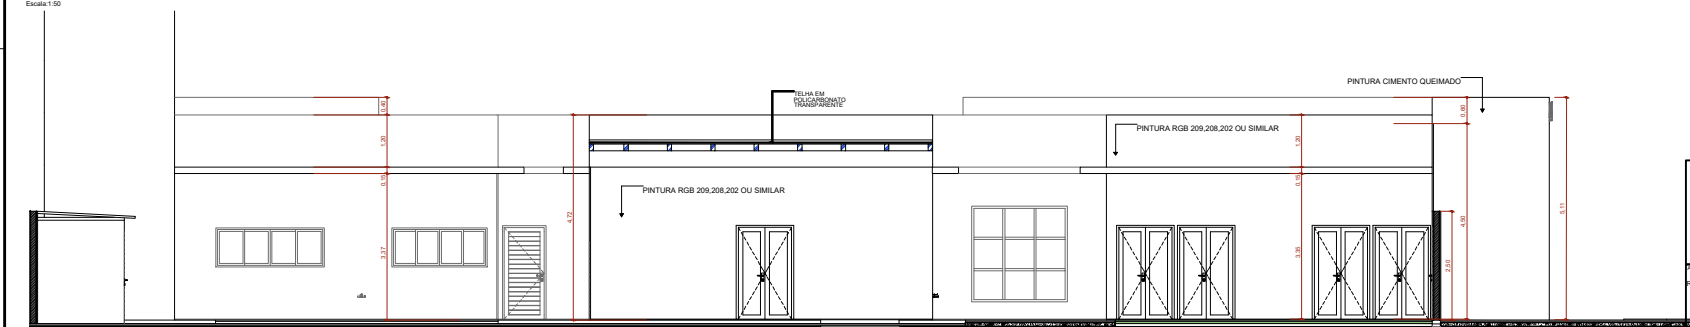 Escala:1:50
PINTURA CIMENTO QUEIMADO
TELHA EM
POLICARBONATO
TRANSPARENTE
PINTURA RGB 209,208,202 OU SIMILAR
PINTURA RGB 209,208,202 OU SIMILAR
0,40
1,20
0,15
3,37
4,72
1,20
0,15
3,35
0,60
4,50
2,50
5,11